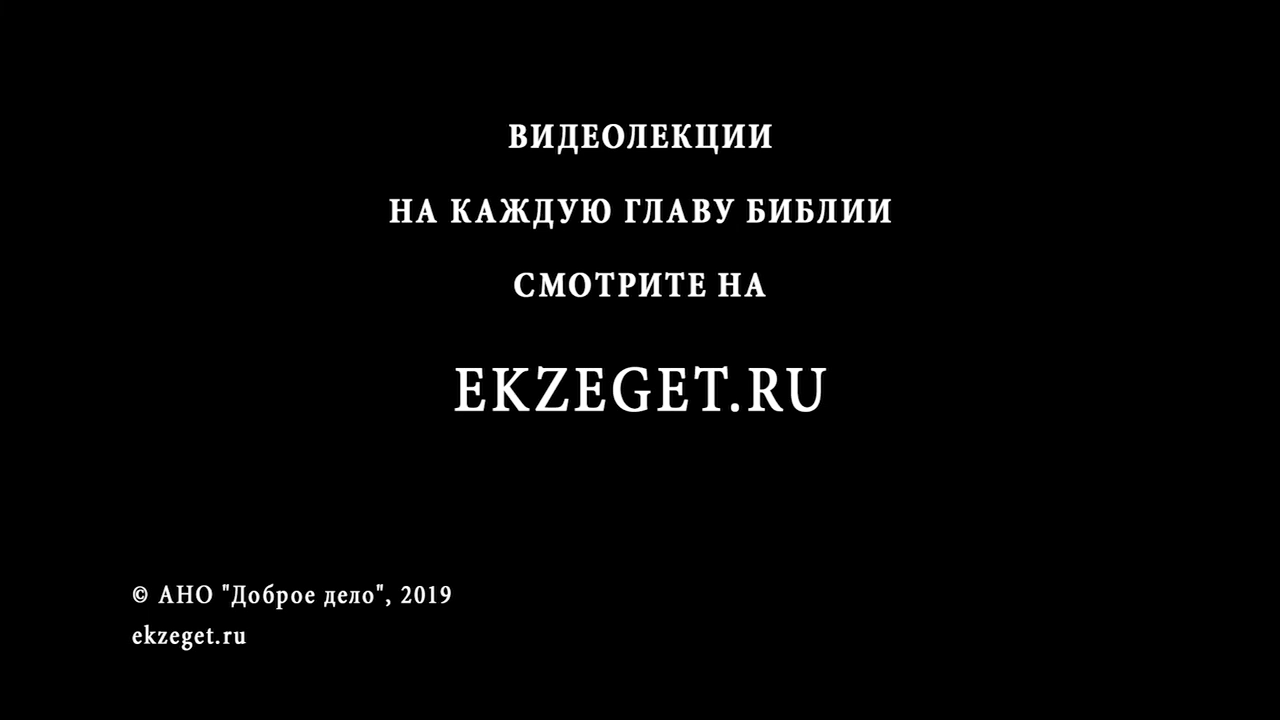 ВИДЕОЛЕКЦИИ
НА КАЖДУЮ ГЛАВУ БИБЛИИ
СМОТРИТЕ НА
EKZEGET.RU
© АНО "Доброе дело", 2019
ekzeget.ru